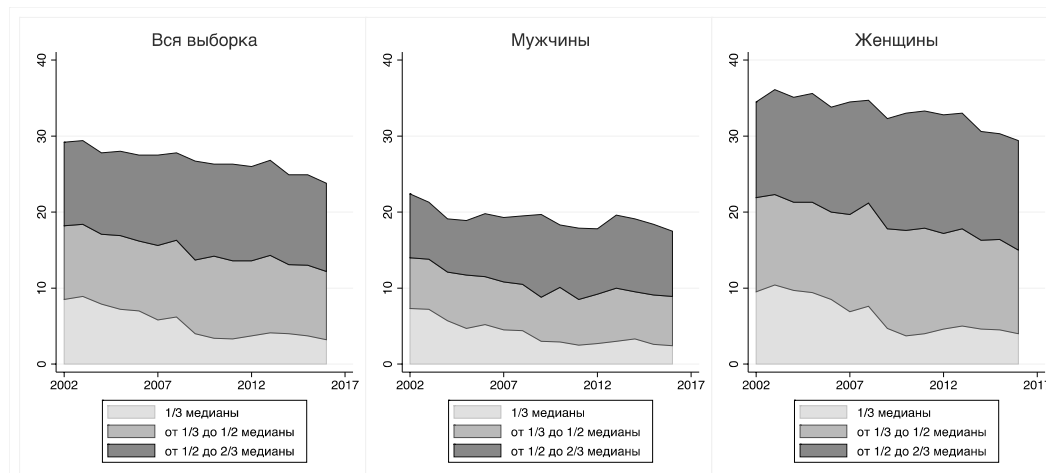 Вся выборка
40
30
20
10
0
2002 2007 2012 2017
1/3 медианы
от 1/3 до 1/2 медианы
от 1/2 до 2/3 медианы
Мужчины
40
30
20
10
0
2002 2007 2012 2017
1/3 медианы
от 1/3 до 1/2 медианы
от 1/2 до 2/3 медианы
Женщины
40
30
20
10
0
2002 2007 2012 2017
1/3 медианы
от 1/3 до 1/2 медианы
от 1/2 до 2/3 медианы